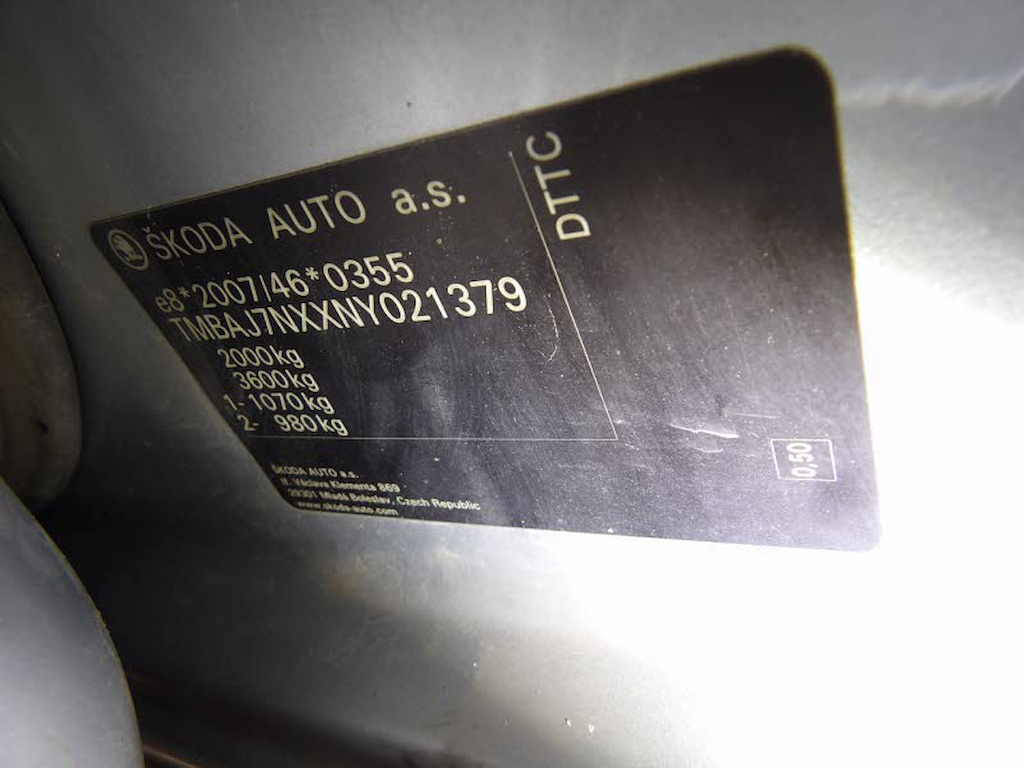 ŠKODA AUTO a.s.
e8*2007/46*0355
TMBAJ7NXXNY021379
2000kg
3600kg
1- 1070kg
2- 980kg
DTTC
0,50
ŠKODA AUTO a.s.
tř. Václava Klementa 869
29301 Mladá Boleslav, Czech Republic
www.skoda-auto.com